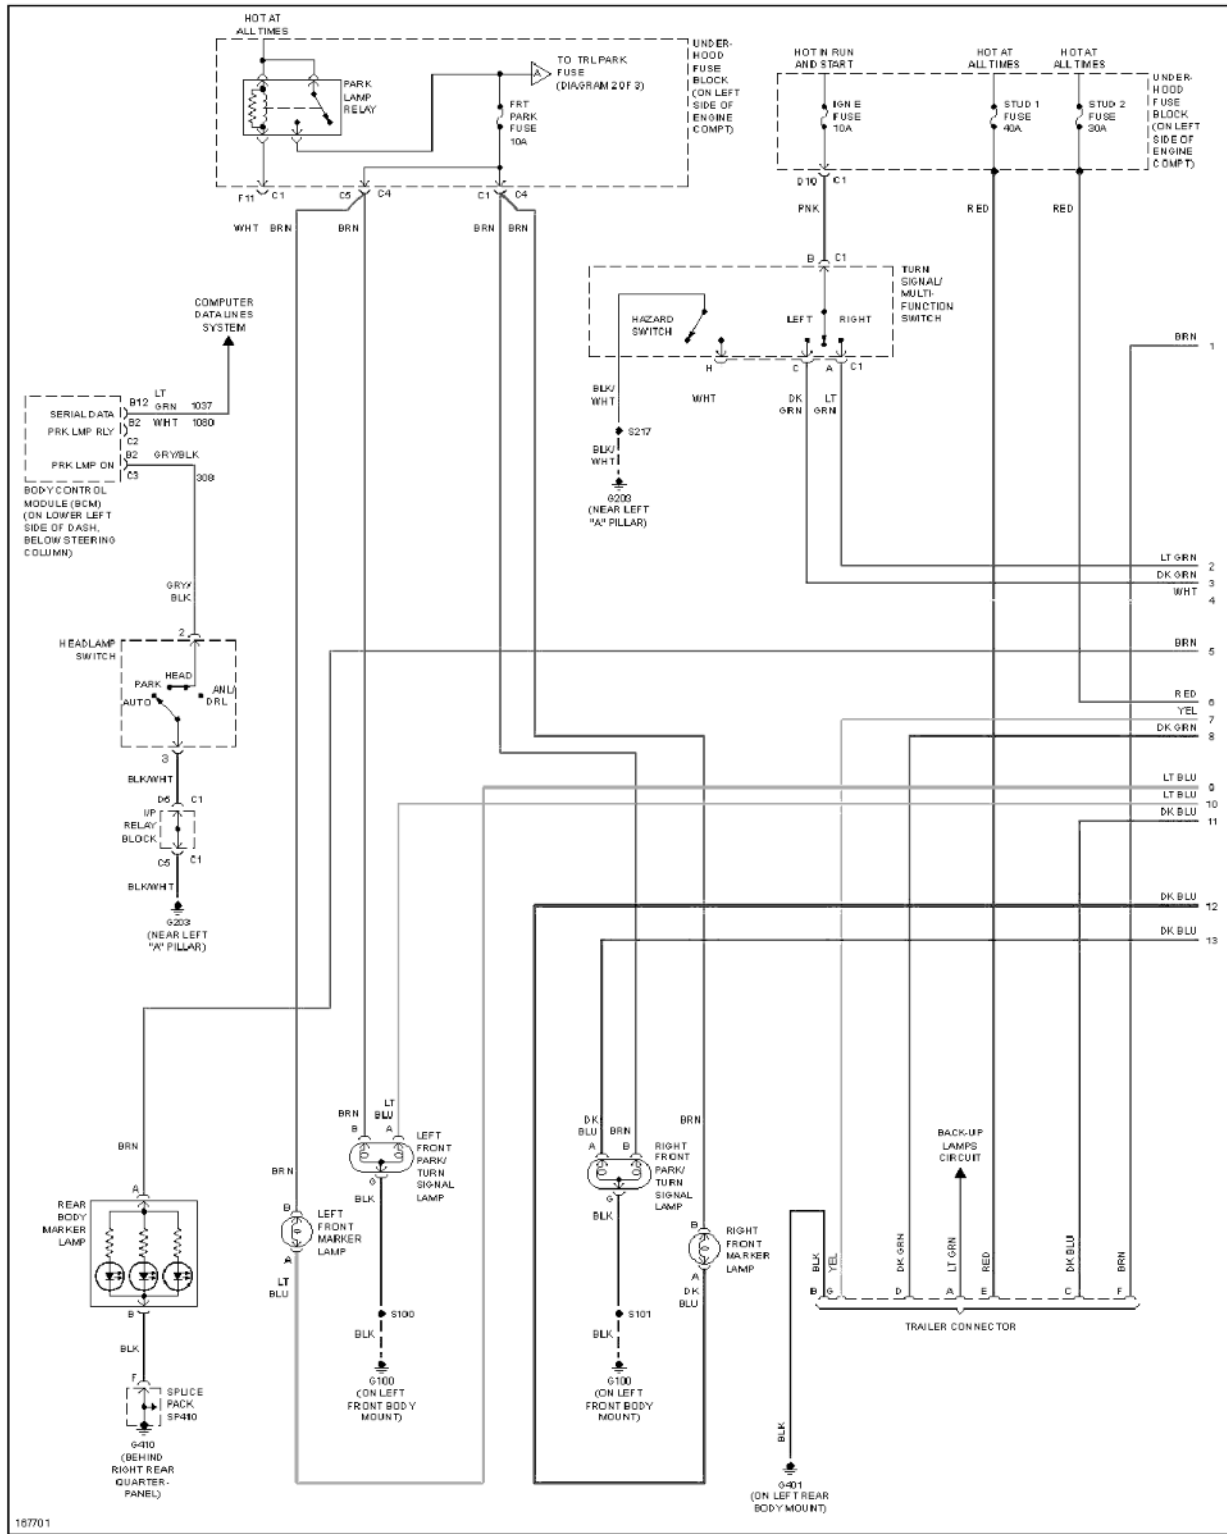 HOT AT
ALL TIMES
PARK
LAMP
RELAY
TO TRL PARK
FUSE
(DIAGRAM 2 OF 3)
A
FRT
PARK
FUSE
10A
UNDER-
HOOD
FUSE
BLOCK
(ON LEFT
SIDE OF
ENGINE
COMPT)
F11 C1
C5 C4
C1 C4
WHT BRN
BRN
BRN BRN
HOT IN RUN
AND START
HOT AT
ALL TIMES
HOT AT
ALL TIMES
IGN E
FUSE
10A
STUD 1
FUSE
40A
STUD 2
FUSE
30A
UNDER-
HOOD
FUSE
BLOCK
(ON LEFT
SIDE OF
ENGINE
COMPT)
D10 C1
PNK
RED
RED
B C1
TURN
SIGNAL/
MULTI-
FUNCTION
SWITCH
HAZARD
SWITCH
LEFT
RIGHT
H
C
A
C1
BLK/
WHT
WHT
DK
GRN
LT
GRN
S217
BLK/
WHT
G203
(NEAR LEFT
"A" PILLAR)
COMPUTER
DATA LINES
SYSTEM
SERIAL DATA
PRK LMP RLY
PRK LMP ON
B12
LT
GRN 1037
B2 WHT 1080
C2
B2 GRY/BLK
C3
308
BODY CONTROL
MODULE (BCM)
(ON LOWER LEFT
SIDE OF DASH,
BELOW STEERING
COLUMN)
GRY/
BLK
2
HEADLAMP
SWITCH
HEAD
PARK
AUTO
ANL/
DRL
3
BLK/WHT
D6 C1
I/P
RELAY
BLOCK
C5 C1
BLK/WHT
G203
(NEAR LEFT
"A" PILLAR)
BRN 1
LT GRN 2
DK GRN 3
WHT 4
BRN 5
RED 6
YEL 7
DK GRN 8
LT BLU 9
LT BLU 10
DK BLU 11
DK BLU 12
DK BLU 13
BRN
A
REAR
BODY
MARKER
LAMP
B
BLK
F
SPLICE
PACK
SP410
G410
(BEHIND
RIGHT REAR
QUARTER-
PANEL)
BRN
B
LEFT
FRONT
MARKER
LAMP
A
LT
BLU
BRN
LT
BLU
B
A
LEFT
FRONT
PARK/
TURN
SIGNAL
LAMP
G
BLK
S100
BLK
G100
(ON LEFT
FRONT BODY
MOUNT)
DK
BLU
BRN
A
B
RIGHT
FRONT
PARK/
TURN
SIGNAL
LAMP
G
BLK
S101
BLK
G100
(ON LEFT
FRONT BODY
MOUNT)
BRN
B
RIGHT
FRONT
MARKER
LAMP
A
DK
BLU
BACK-UP
LAMPS
CIRCUIT
BLK
YEL
DK GRN
LT GRN
RED
DK BLU
BRN
B G D A E C F
TRAILER CONNECTOR
BLK
G401
(ON LEFT REAR
BODY MOUNT)
167701